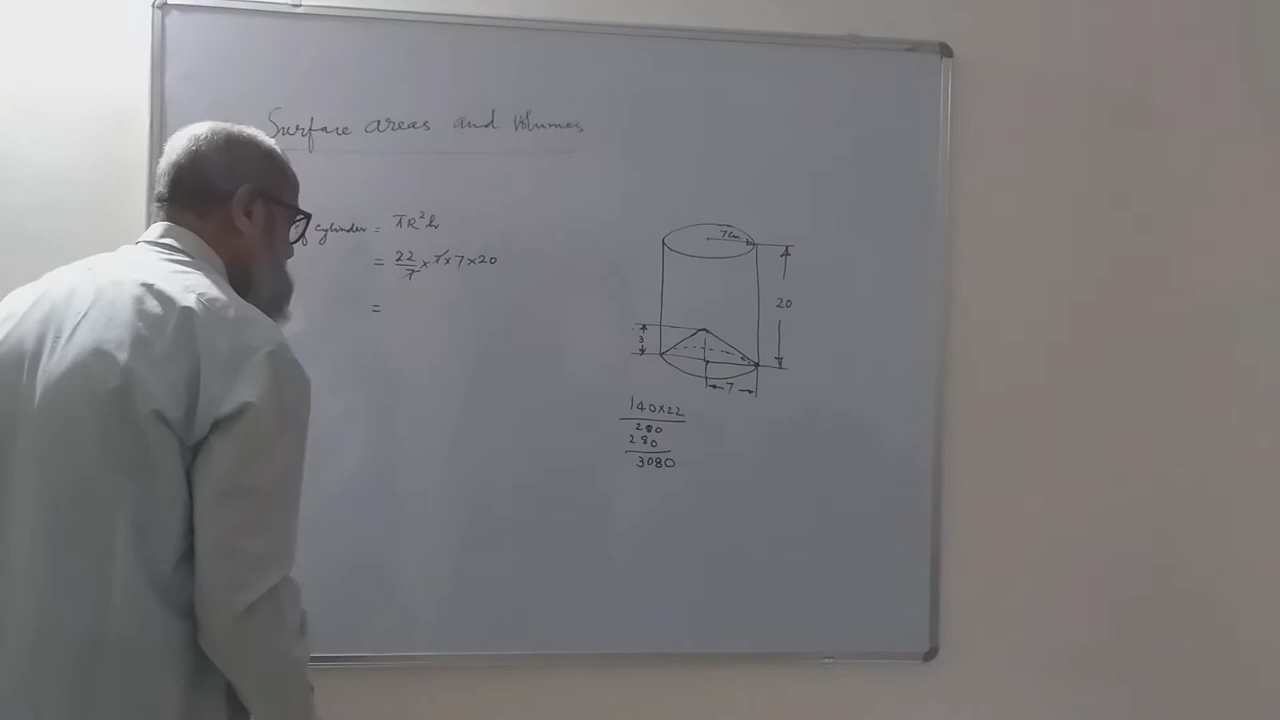 Surface areas and Volumes
cylinder = πR²h
= 22/7 × 7 × 7 × 20
=
7cm
20
3
7
140×22
280
280
3080